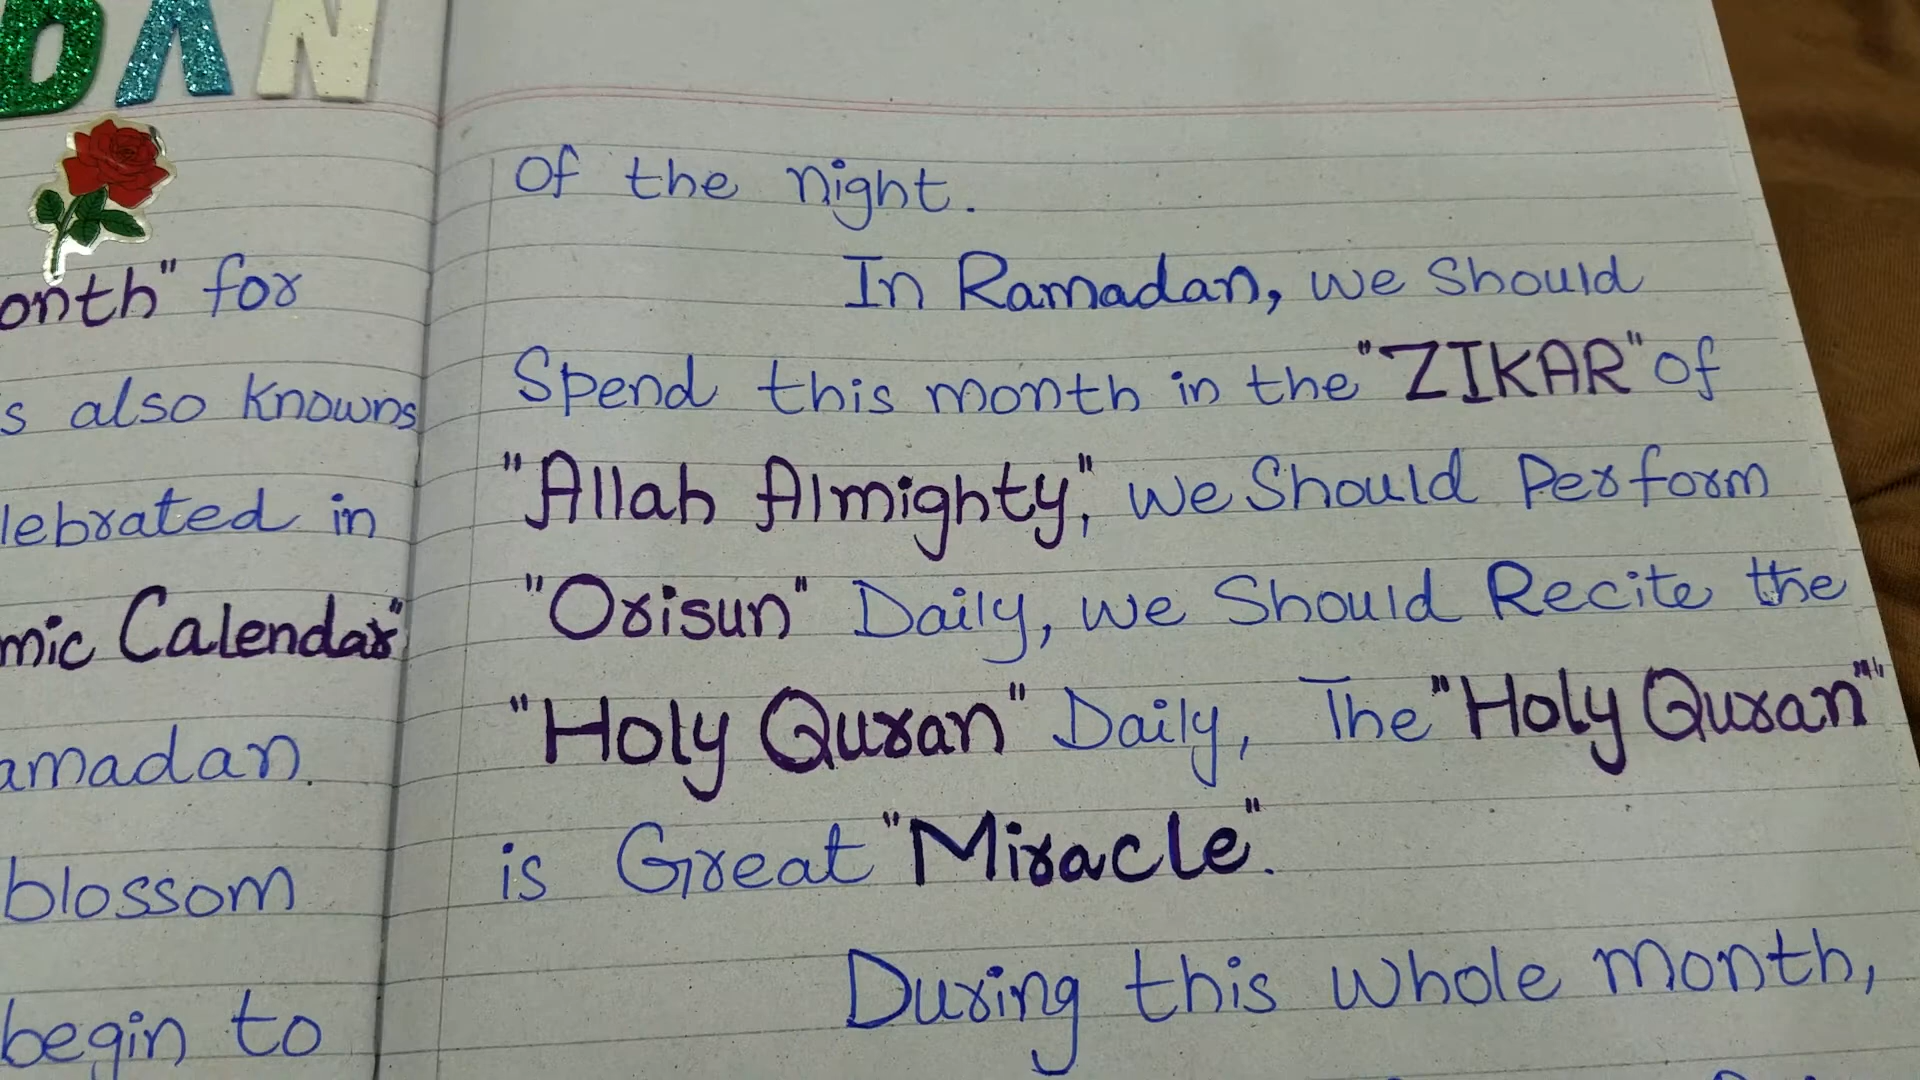 DAN
onth" for
s also knowns
lebrated in
mic Calendar"
amadan.
blossom
begin to
of the night.
In Ramadan, we should
Spend this month in the "ZIKAR" of
"Allah Almighty", we Should Perform
"Orisun" Daily, we Should Recite the
"Holy Quran" Daily, The "Holy Quran""
is Great "Miracle".
During this whole month,